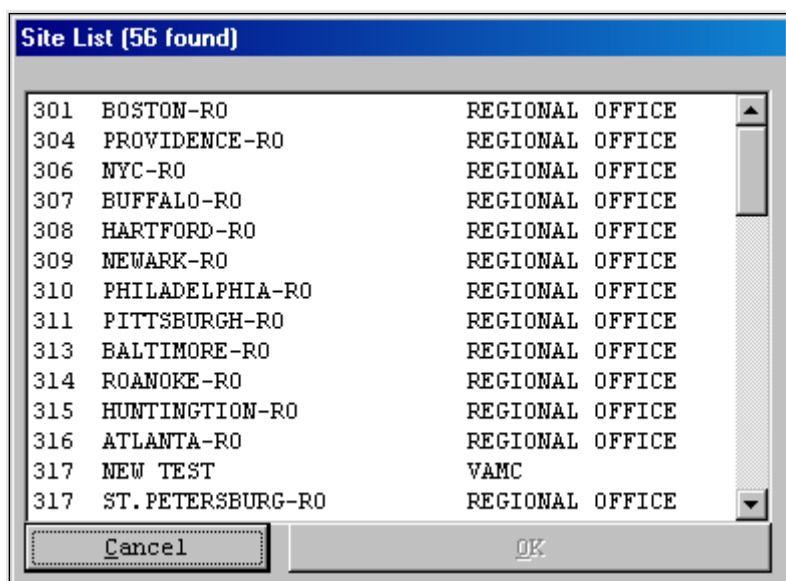 Site List (56 found)
301 BOSTON-RO REGIONAL OFFICE
304 PROVIDENCE-RO REGIONAL OFFICE
306 NYC-RO REGIONAL OFFICE
307 BUFFALO-RO REGIONAL OFFICE
308 HARTFORD-RO REGIONAL OFFICE
309 NEWARK-RO REGIONAL OFFICE
310 PHILADELPHIA-RO REGIONAL OFFICE
311 PITTSBURGH-RO REGIONAL OFFICE
313 BALTIMORE-RO REGIONAL OFFICE
314 ROANOKE-RO REGIONAL OFFICE
315 HUNTINGTION-RO REGIONAL OFFICE
316 ATLANTA-RO REGIONAL OFFICE
317 NEW TEST VAMC
317 ST.PETERSBURG-RO REGIONAL OFFICE
Cancel OK